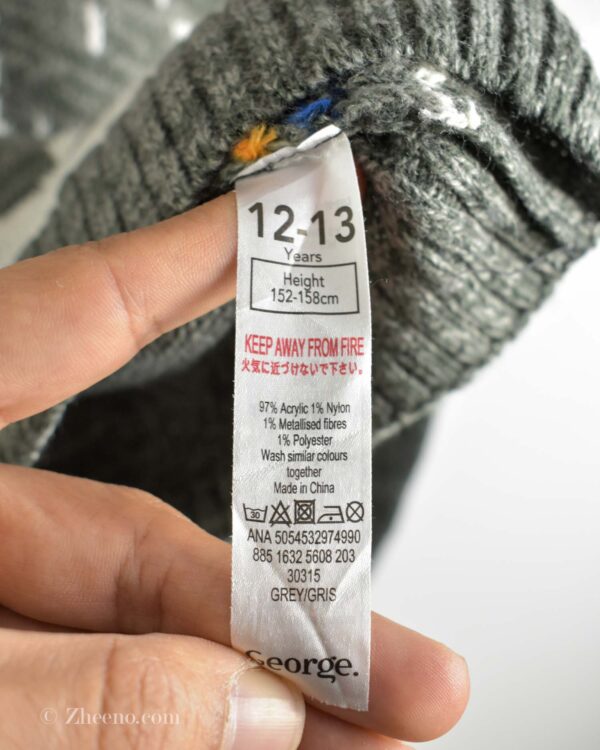 12-13
Years
Height
152-158cm
KEEP AWAY FROM FIRE
火気に近づけないで下さい。
97% Acrylic 1% Nylon
1% Metallised fibres
1% Polyester
Wash similar colours
together
Made in China
30
ANA 5054532974990
885 1632 5608 203
30315
GREY/GRIS
George.
© Zheeno.com